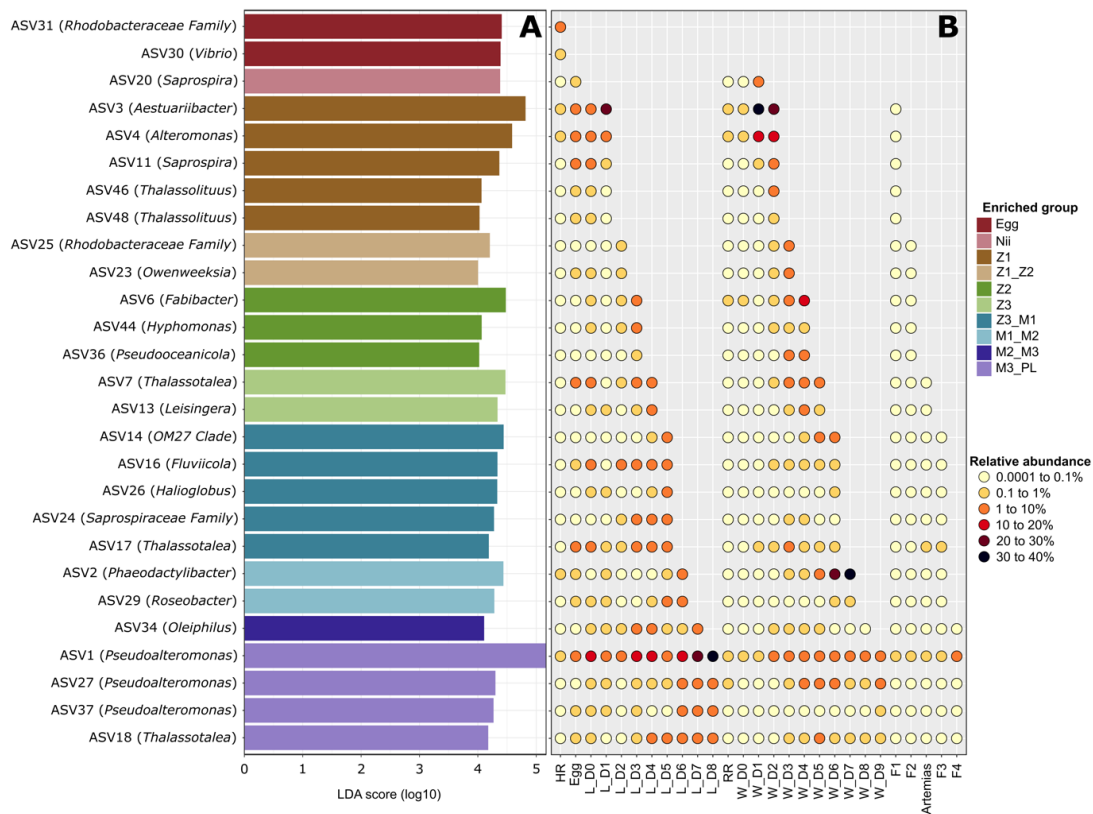 A
B
ASV31 (Rhodobacteraceae Family)
ASV30 (Vibrio)
ASV20 (Saprospira)
ASV3 (Aestuariibacter)
ASV4 (Alteromonas)
ASV11 (Saprospira)
ASV46 (Thalassolituus)
ASV48 (Thalassolituus)
ASV25 (Rhodobacteraceae Family)
ASV23 (Owenweeksia)
ASV6 (Fabibacter)
ASV44 (Hyphomonas)
ASV36 (Pseudooceanicola)
ASV7 (Thalassotalea)
ASV13 (Leisingera)
ASV14 (OM27 Clade)
ASV16 (Fluviicola)
ASV26 (Halioglobus)
ASV24 (Saprospiraceae Family)
ASV17 (Thalassotalea)
ASV2 (Phaeodactylibacter)
ASV29 (Roseobacter)
ASV34 (Oleiphilus)
ASV1 (Pseudoalteromonas)
ASV27 (Pseudoalteromonas)
ASV37 (Pseudoalteromonas)
ASV18 (Thalassotalea)
0 1 2 3 4 5
LDA score (log10)
HR Egg L_D0 L_D1 L_D2 L_D3 L_D4 L_D5 L_D6 L_D7 L_D8 RR W_D0 W_D1 W_D2 W_D3 W_D4 W_D5 W_D6 W_D7 W_D8 W_D9 F1 F2 Artemias F3 F4
Enriched group
Egg
Nii
Z1
Z1_Z2
Z2
Z3
Z3_M1
M1_M2
M2_M3
M3_PL
Relative abundance
0.0001 to 0.1%
0.1 to 1%
1 to 10%
10 to 20%
20 to 30%
30 to 40%